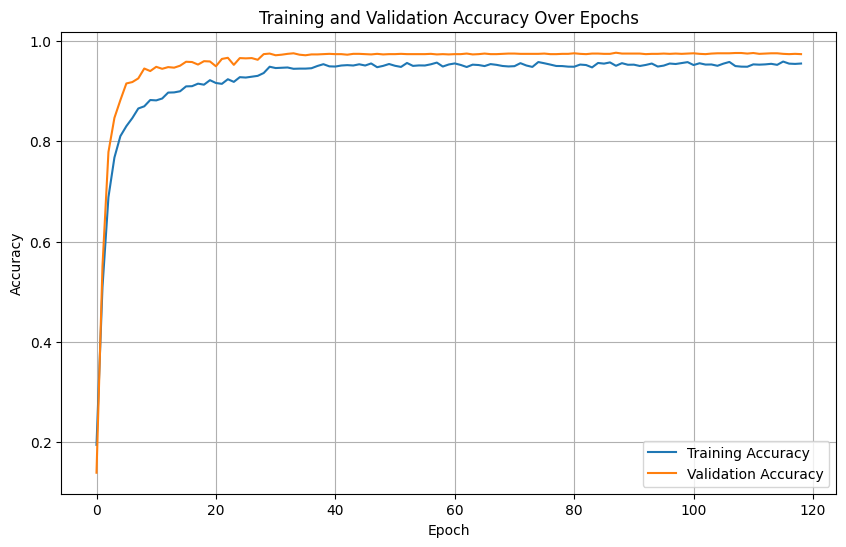 Training and Validation Accuracy Over Epochs
1.0
0.8
0.6
0.4
0.2
Accuracy
0
20
40
60
80
100
120
Epoch
Training Accuracy
Validation Accuracy